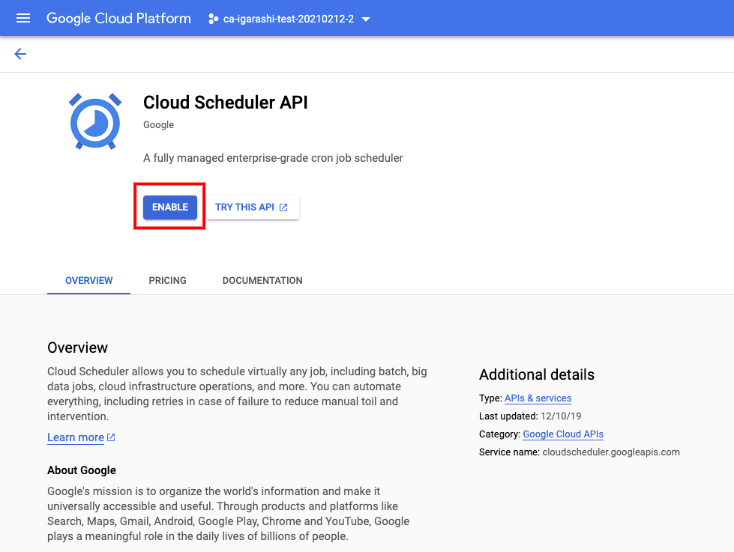 Google Cloud Platform
ca-igarashi-test-20210212-2
Cloud Scheduler API
Google
A fully managed enterprise-grade cron job scheduler
ENABLE
TRY THIS API
OVERVIEW
PRICING
DOCUMENTATION
Overview
Cloud Scheduler allows you to schedule virtually any job, including batch, big
data jobs, cloud infrastructure operations, and more. You can automate
everything, including retries in case of failure to reduce manual toil and
intervention.
Learn more
About Google
Google's mission is to organize the world's information and make it
universally accessible and useful. Through products and platforms like
Search, Maps, Gmail, Android, Google Play, Chrome and YouTube, Google
plays a meaningful role in the daily lives of billions of people.
Additional details
Type: APIs & services
Last updated: 12/10/19
Category: Google Cloud APIs
Service name: cloudscheduler.googleapis.com